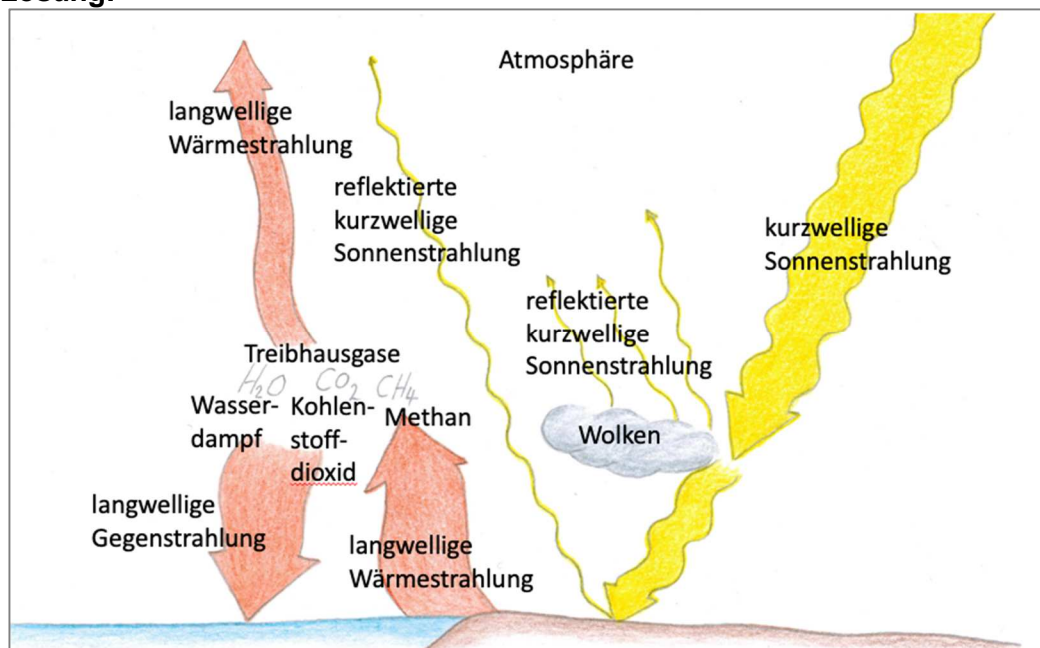 Lösung:
Atmosphäre
langwellige
Wärmestrahlung
reflektierte
kurzwellige
Sonnenstrahlung
kurzwellige
Sonnenstrahlung
reflektierte
kurzwellige
Sonnenstrahlung
Treibhausgase
H₂O CO₂ CH₄
Wasser-
dampf
Kohlen-
stoff-
dioxid
Methan
Wolken
langwellige
Gegenstrahlung
langwellige
Wärmestrahlung